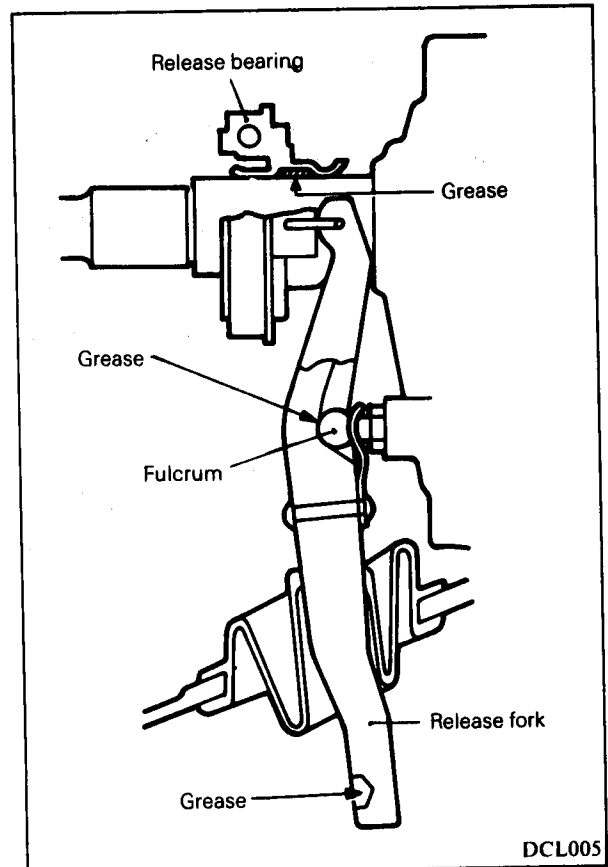 Release bearing
Grease
Grease
Fulcrum
Release fork
Grease
DCL005